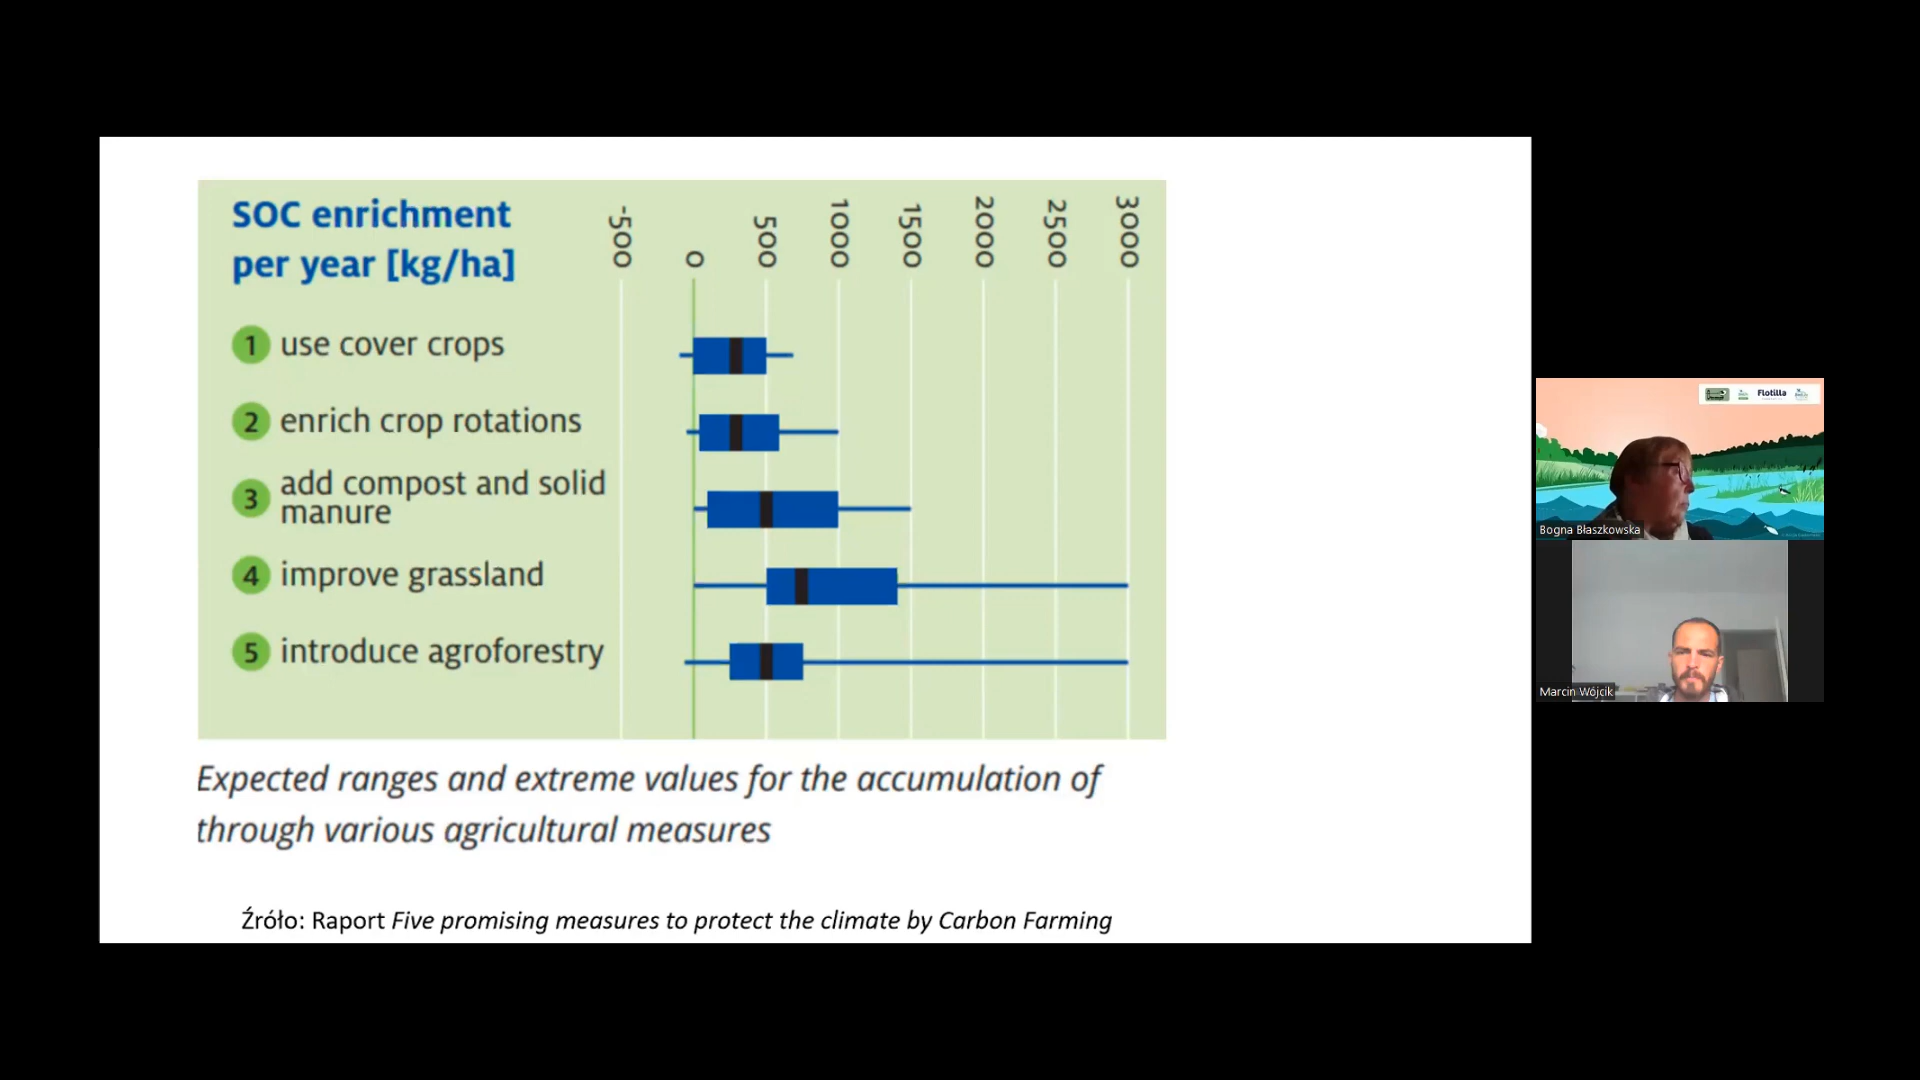 SOC enrichment
per year [kg/ha]
-500
0
500
1000
1500
2000
2500
3000
1 use cover crops
2 enrich crop rotations
3 add compost and solid
manure
4 improve grassland
5 introduce agroforestry
Expected ranges and extreme values for the accumulation of
through various agricultural measures
Źróło: Raport Five promising measures to protect the climate by Carbon Farming
Flotilla
Bogna Błaszkowska
Marcin Wójcik